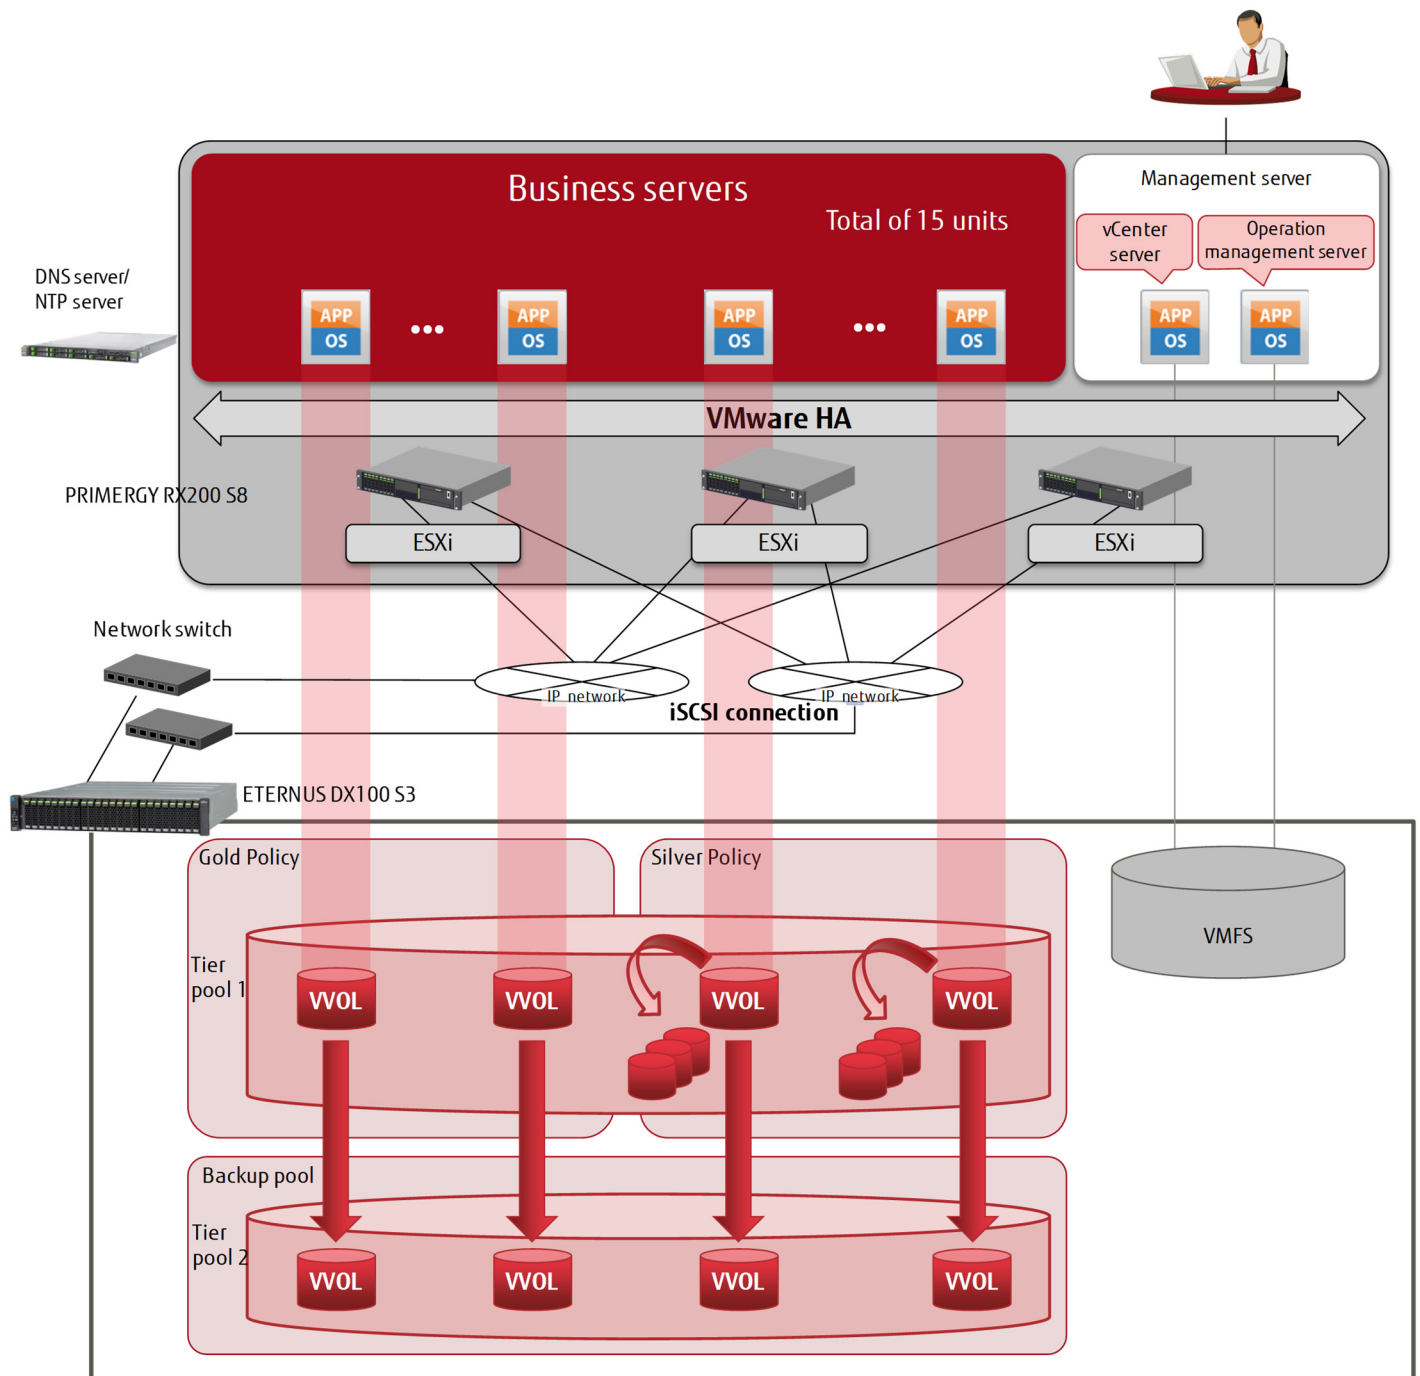 Business servers
Total of 15 units
Management server
vCenter
server
Operation
management server
DNS server/
NTP server
APP
OS
•••
APP
OS
APP
OS
•••
APP
OS
APP
OS
APP
OS
VMware HA
PRIMERGY RX200 S8
ESXi
ESXi
ESXi
Network switch
IP network
IP network
iSCSI connection
ETERNUS DX100 S3
Gold Policy
Silver Policy
VMFS
Tier
pool 1
VVOL
VVOL
VVOL
VVOL
Backup pool
Tier
pool 2
VVOL
VVOL
VVOL
VVOL